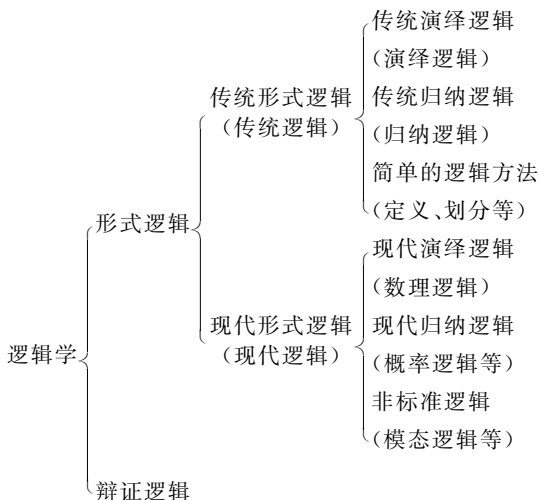 逻辑学
形式逻辑
传统形式逻辑
(传统逻辑)
传统演绎逻辑
(演绎逻辑)
传统归纳逻辑
(归纳逻辑)
简单的逻辑方法
(定义、划分等)
现代形式逻辑
(现代逻辑)
现代演绎逻辑
(数理逻辑)
现代归纳逻辑
(概率逻辑等)
非标准逻辑
(模态逻辑等)
辩证逻辑